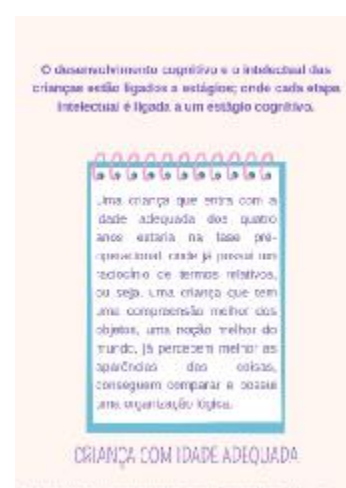 O desenvolvimento cognitivo e o intelectual das
crianças estão ligados a estágios; onde cada etapa
intelectual é ligada a um estágio cognitivo.
Uma criança que entra com a
idade adequada dos quatro
anos estaria na fase pré-
operacional, onde já possui um
raciocínio de termos relativos,
ou seja, uma criança que tem
uma compreensão melhor dos
objetos, uma noção melhor do
mundo, já percebem melhor as
aparências das coisas,
conseguem comparar e possui
uma organização lógica.
CRIANÇA COM IDADE ADEQUADA